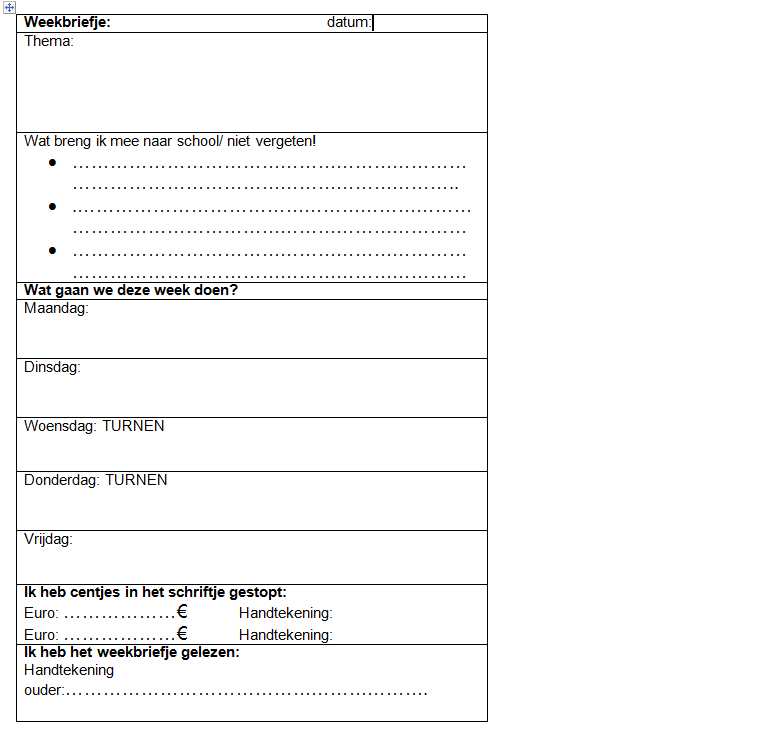 Weekbriefje: datum:
Thema:
Wat breng ik mee naar school/ niet vergeten!
● ………………………………………………………
……………………………………………………..
● ..………………………………………………………
………………………………………………………
● ………………………………………………………
………………………………………………………
Wat gaan we deze week doen?
Maandag:
Dinsdag:
Woensdag: TURNEN
Donderdag: TURNEN
Vrijdag:
Ik heb centjes in het schriftje gestopt:
Euro: ………………€ Handtekening:
Euro: ………………€ Handtekening:
Ik heb het weekbriefje gelezen:
Handtekening
ouder:………………………………………………….